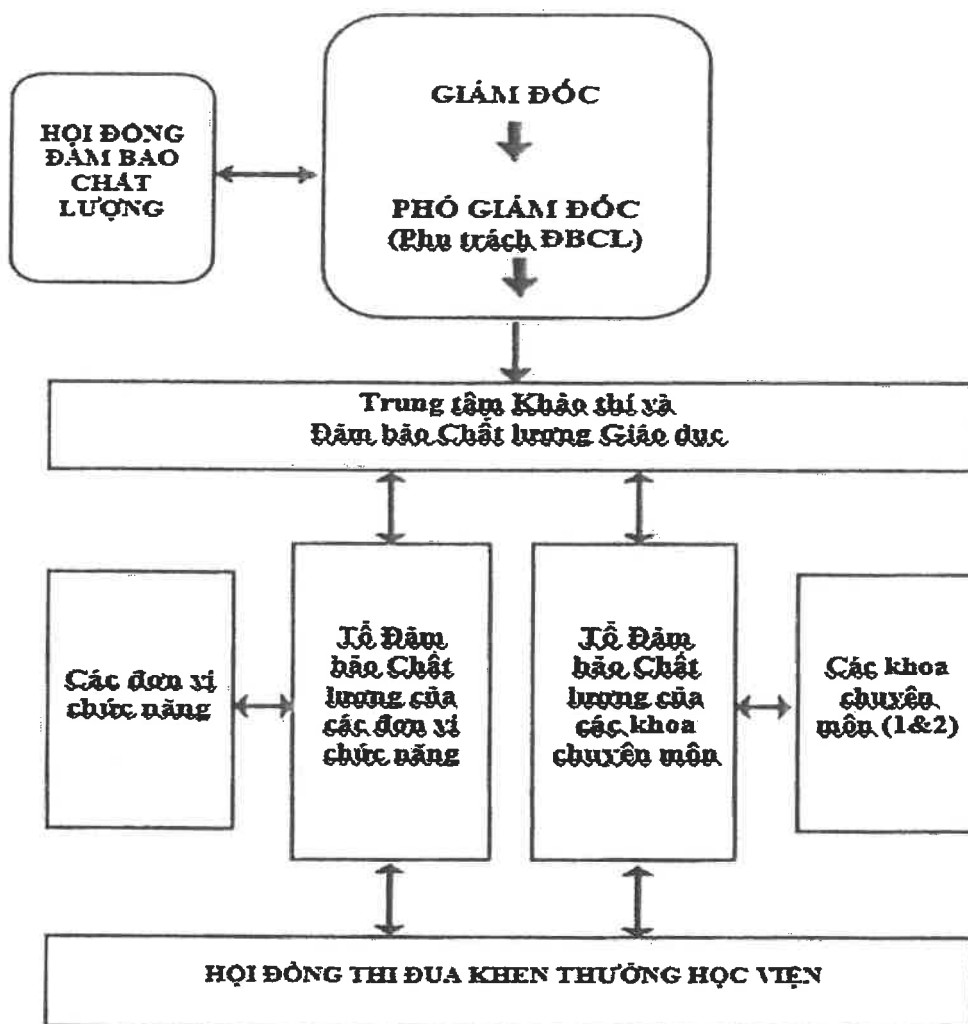 GIÁM ĐỐC
HỘI ĐỒNG
ĐẢM BẢO
CHẤT
LƯỢNG
PHÓ GIÁM ĐỐC
(Phụ trách ĐBCL)
Trung tâm Khảo thí và
Đảm bảo Chất lượng Giáo dục
Các đơn vị
chức năng
Tổ Đảm
bảo Chất
lượng của
các đơn vị
chức năng
Tổ Đảm
bảo Chất
lượng của
các khoa
chuyên môn
Các khoa
chuyên
môn (1&2)
HỘI ĐỒNG THI ĐUA KHEN THƯỞNG HỌC VIỆN